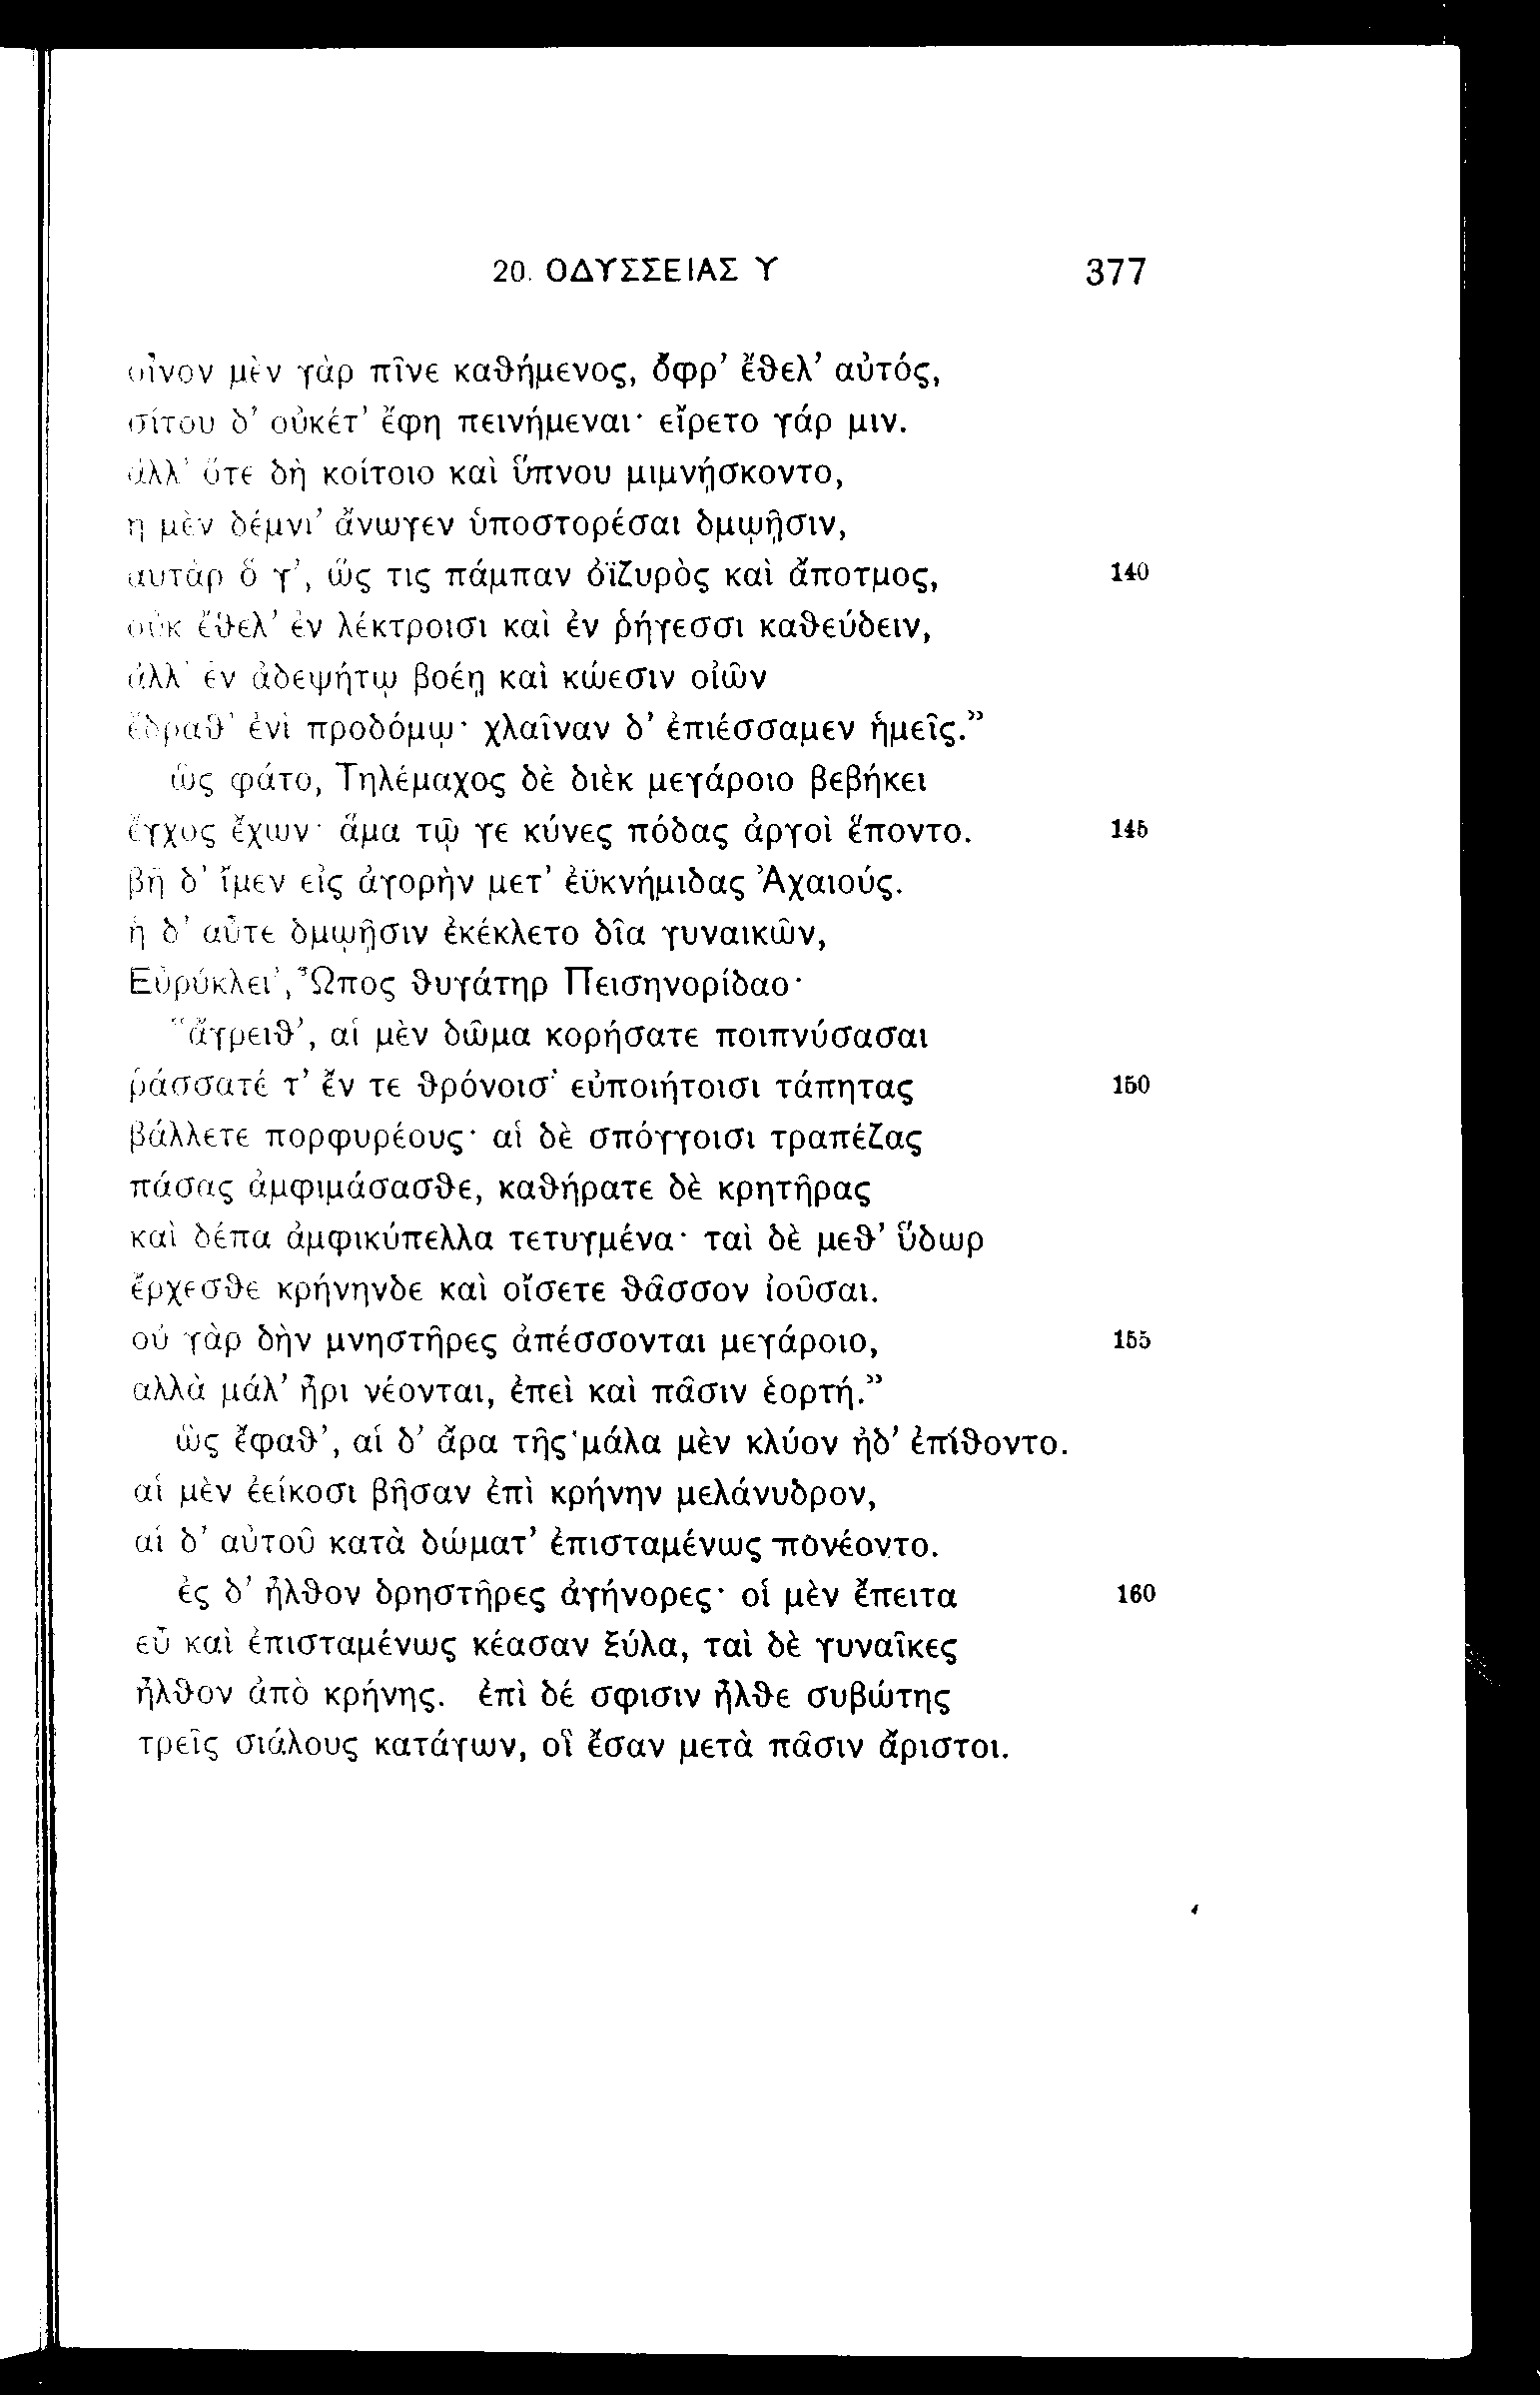 20. ΟΔΥΣΣΕΙΑΣ Υ 377
οἶνον μὲν γὰρ πῖνε καθήμενος, ὄφρ’ ἔθελ’ αὐτός,
σίτου δ’ οὐκέτ’ ἔφη πεινήμεναι· εἴρετο γάρ μιν.
ἀλλ’ ὅτε δὴ κοίτοιο καὶ ὕπνου μιμνῄσκοντο,
ἡ μὲν δέμνι’ ἄνωγεν ὑποστορέσαι δμῳῇσιν,
αὐτὰρ ὅ γ’, ὥς τις πάμπαν ὀϊζυρὸς καὶ ἄποτμος, 140
οὐκ ἔθελ’ ἐν λέκτροισι καὶ ἐν ῥήγεσσι καθεύδειν,
ἀλλ’ ἐν ἀδεψήτῳ βοέῃ καὶ κώεσιν οἰῶν
ἔδραθ’ ἐνὶ προδόμῳ· χλαῖναν δ’ ἐπιέσσαμεν ἡμεῖς.”
ὣς φάτο, Τηλέμαχος δὲ διὲκ μεγάροιο βεβήκει
ἔγχος ἔχων· ἅμα τῷ γε κύνες πόδας ἀργοὶ ἕποντο. 145
βῆ δ’ ἴμεν εἰς ἀγορὴν μετ’ ἐϋκνήμιδας Ἀχαιούς.
ἡ δ’ αὖτε δμῳῇσιν ἐκέκλετο δῖα γυναικῶν,
Εὐρύκλει’, Ὦπος θυγάτηρ Πεισηνορίδαο·
“ἄγρειθ’, αἱ μὲν δῶμα κορήσατε ποιπνύσασαι
ῥάσσατέ τ’ ἔν τε θρόνοισ’ εὐποιήτοισι τάπητας 150
βάλλετε πορφυρέους· αἱ δὲ σπόγγοισι τραπέζας
πάσας ἀμφιμάσασθε, καθήρατε δὲ κρητῆρας
καὶ δέπα ἀμφικύπελλα τετυγμένα· ταὶ δὲ μεθ’ ὕδωρ
ἔρχεσθε κρήνηνδε καὶ οἴσετε θᾶσσον ἰοῦσαι.
οὐ γὰρ δὴν μνηστῆρες ἀπέσσονται μεγάροιο, 155
ἀλλὰ μάλ’ ἦρι νέονται, ἐπεὶ καὶ πᾶσιν ἑορτή.”
ὣς ἔφαθ’, αἱ δ’ ἄρα τῆς μάλα μὲν κλύον ἠδ’ ἐπίθοντο.
αἱ μὲν ἐείκοσι βῆσαν ἐπὶ κρήνην μελάνυδρον,
αἱ δ’ αὐτοῦ κατὰ δώματ’ ἐπισταμένως πονέοντο.
ἐς δ’ ἦλθον δρηστῆρες ἀγήνορες· οἱ μὲν ἔπειτα 160
εὖ καὶ ἐπισταμένως κέασαν ξύλα, ταὶ δὲ γυναῖκες
ἦλθον ἀπὸ κρήνης. ἐπὶ δέ σφισιν ἦλθε συβώτης
τρεῖς σιάλους κατάγων, οἳ ἔσαν μετὰ πᾶσιν ἄριστοι.